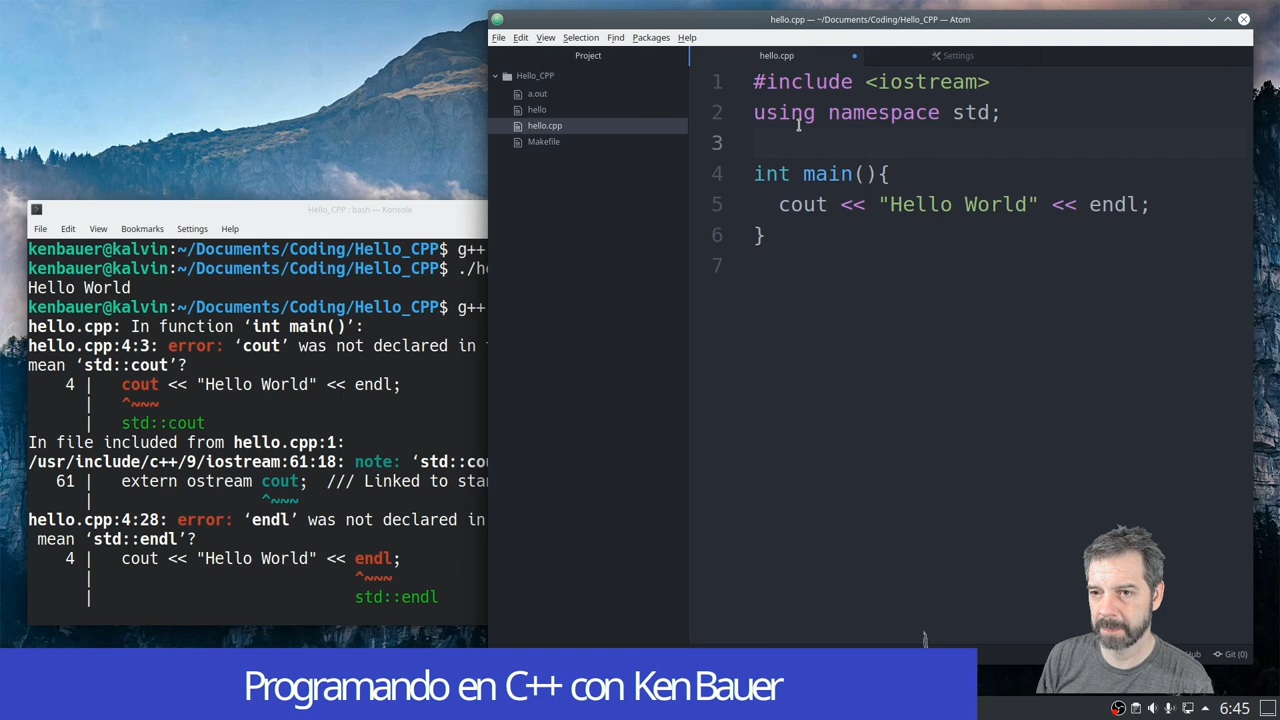 hello.cpp — ~/Documents/Coding/Hello_CPP — Atom
File Edit View Selection Find Packages Help
Project
hello.cpp
Settings
Hello_CPP
a.out
hello
hello.cpp
Makefile
1 #include <iostream>
2 using namespace std;
3
4 int main(){
5 cout << "Hello World" << endl;
6 }
7
Hello_CPP : bash — Konsole
File Edit View Bookmarks Settings Help
kenbauer@kalvin:~/Documents/Coding/Hello_CPP$ g++
kenbauer@kalvin:~/Documents/Coding/Hello_CPP$ ./he
Hello World
kenbauer@kalvin:~/Documents/Coding/Hello_CPP$ g++
hello.cpp: In function ‘int main()’:
hello.cpp:4:3: error: ‘cout’ was not declared in
mean ‘std::cout’?
4 | cout << "Hello World" << endl;
| ^~~~
| std::cout
In file included from hello.cpp:1:
/usr/include/c++/9/iostream:61:18: note: ‘std::cou
61 | extern ostream cout; /// Linked to stan
| ^~~~
hello.cpp:4:28: error: ‘endl’ was not declared in
mean ‘std::endl’?
4 | cout << "Hello World" << endl;
| ^~~~
| std::endl
Git (0)
Programando en C++ con Ken Bauer
6:45